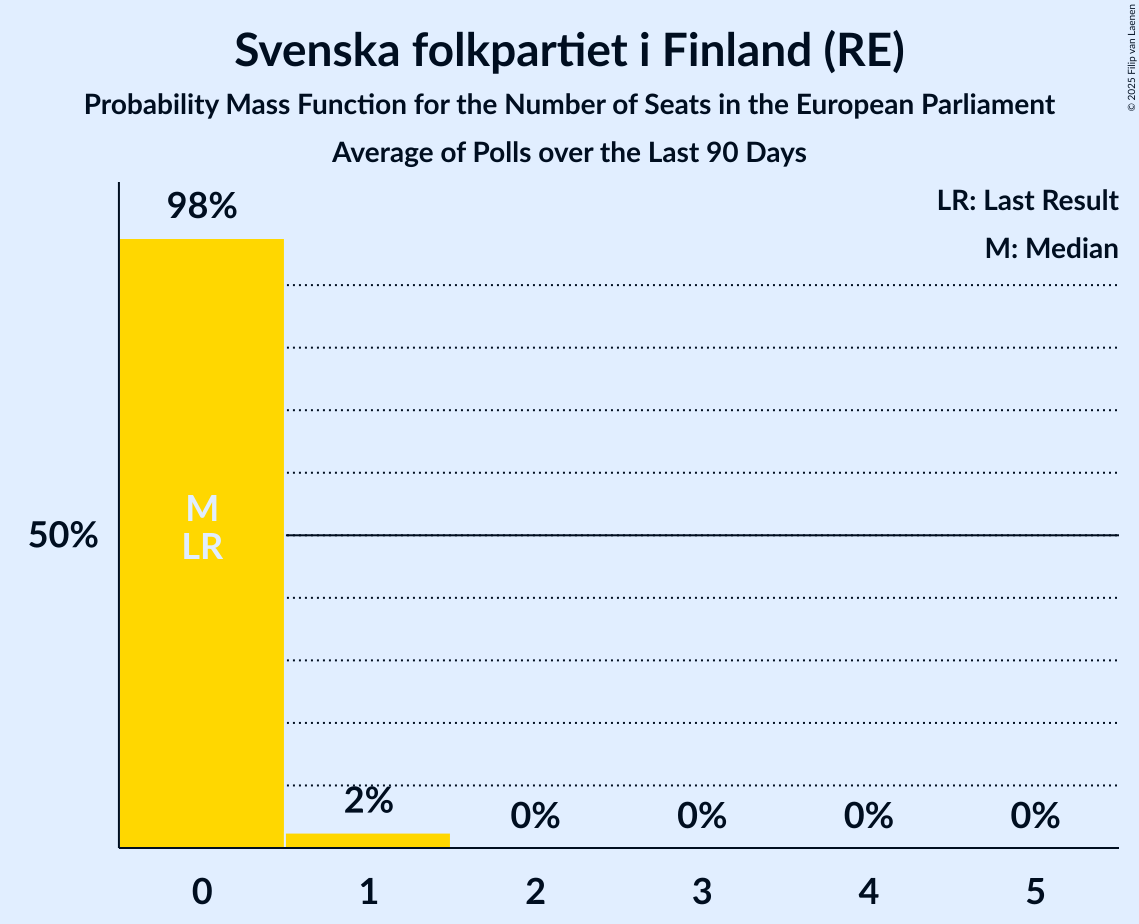 Svenska folkpartiet i Finland (RE)
Probability Mass Function for the Number of Seats in the European Parliament
Average of Polls over the Last 90 Days
© 2025 Filip van Laenen
LR: Last Result
M: Median
98%
M
LR
50%
2%
0%
0%
0%
0%
0
1
2
3
4
5